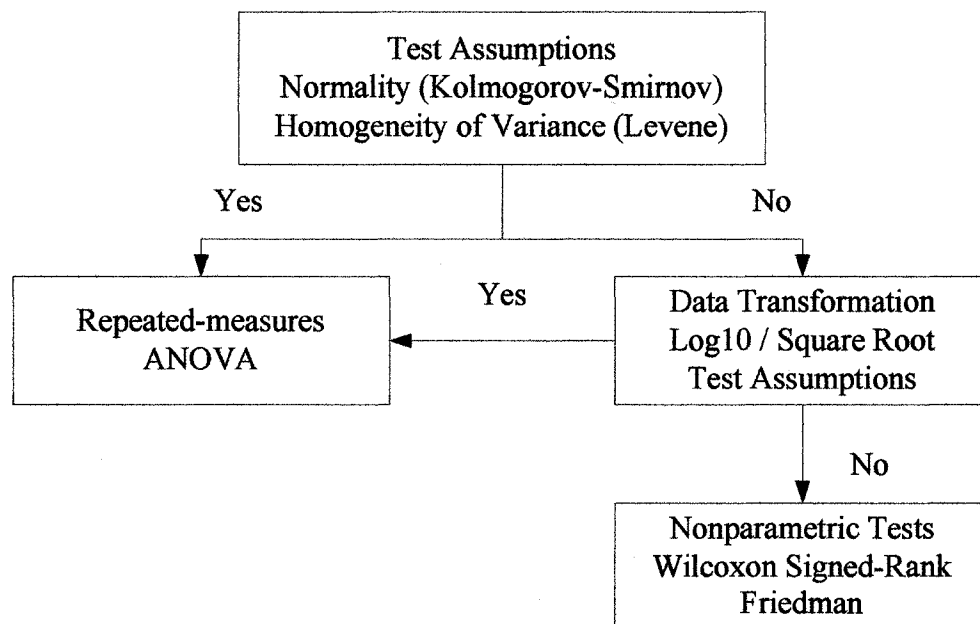 Test Assumptions
Normality (Kolmogorov-Smirnov)
Homogeneity of Variance (Levene)
Yes
No
Repeated-measures
ANOVA
Yes
Data Transformation
Log10 / Square Root
Test Assumptions
No
Nonparametric Tests
Wilcoxon Signed-Rank
Friedman